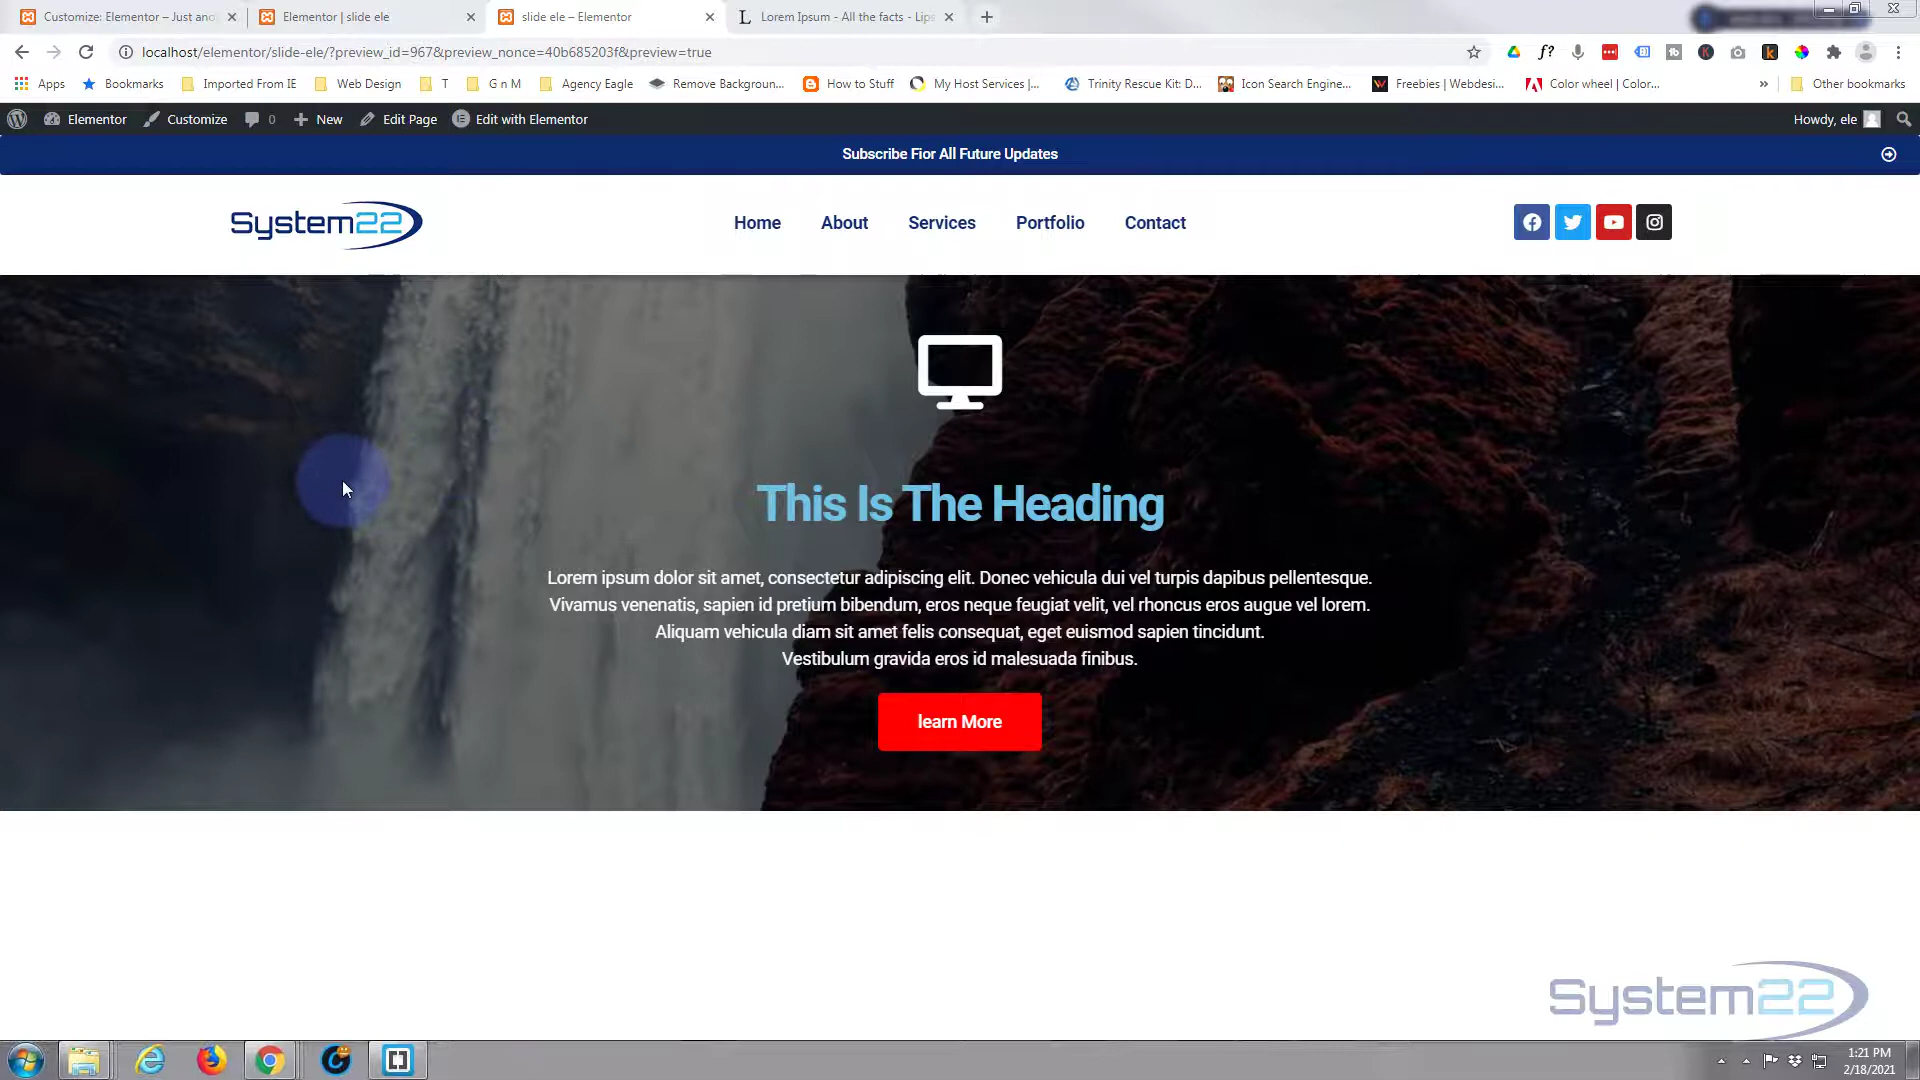 Customize: Elementor – Just ano
Elementor | slide ele
slide ele – Elementor
Lorem Ipsum - All the facts - Lips
localhost/elementor/slide-ele/?preview_id=967&preview_nonce=40b685203f&preview=true
Apps
Bookmarks
Imported From IE
Web Design
T
G n M
Agency Eagle
Remove Backgroun...
How to Stuff
My Host Services |...
Trinity Rescue Kit: D...
Icon Search Engine...
Freebies | Webdesi...
Color wheel | Color...
»
Other bookmarks
Elementor
Customize
0
New
Edit Page
Edit with Elementor
Howdy, ele
Subscribe Fior All Future Updates
System22
Home
About
Services
Portfolio
Contact
This Is The Heading
Lorem ipsum dolor sit amet, consectetur adipiscing elit. Donec vehicula dui vel turpis dapibus pellentesque.
Vivamus venenatis, sapien id pretium bibendum, eros neque feugiat velit, vel rhoncus eros augue vel lorem.
Aliquam vehicula diam sit amet felis consequat, eget euismod sapien tincidunt.
Vestibulum gravida eros id malesuada finibus.
learn More
System22
1:21 PM
2/18/2021